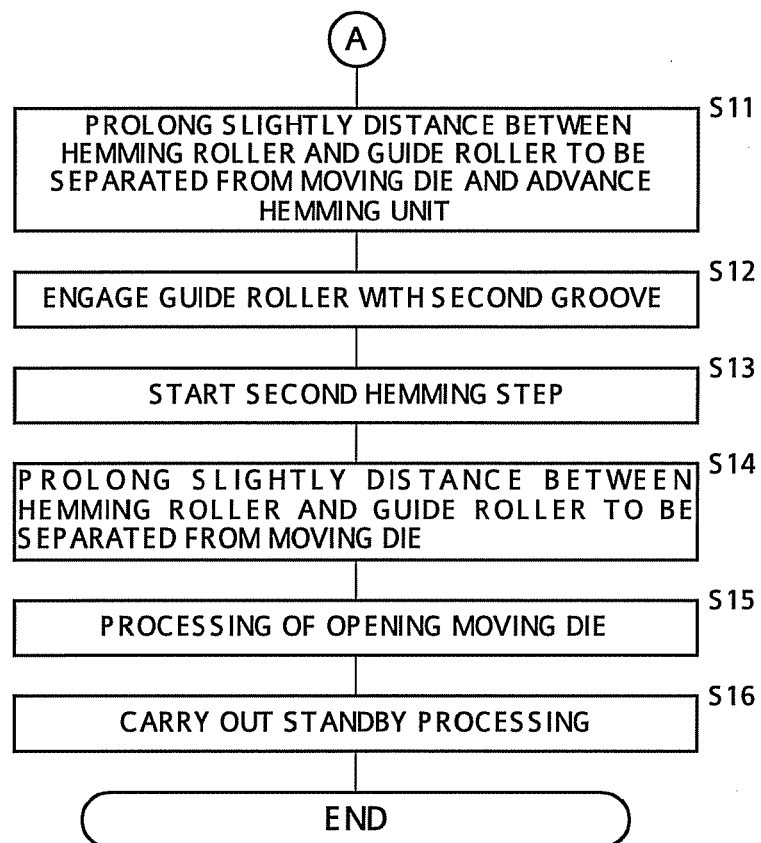 A
S11
PROLONG SLIGHTLY DISTANCE BETWEEN
HEMMING ROLLER AND GUIDE ROLLER TO BE
SEPARATED FROM MOVING DIE AND ADVANCE
HEMMING UNIT
S12
ENGAGE GUIDE ROLLER WITH SECOND GROOVE
S13
START SECOND HEMMING STEP
S14
PROLONG SLIGHTLY DISTANCE BETWEEN
HEMMING ROLLER AND GUIDE ROLLER TO BE
SEPARATED FROM MOVING DIE
S15
PROCESSING OF OPENING MOVING DIE
S16
CARRY OUT STANDBY PROCESSING
END